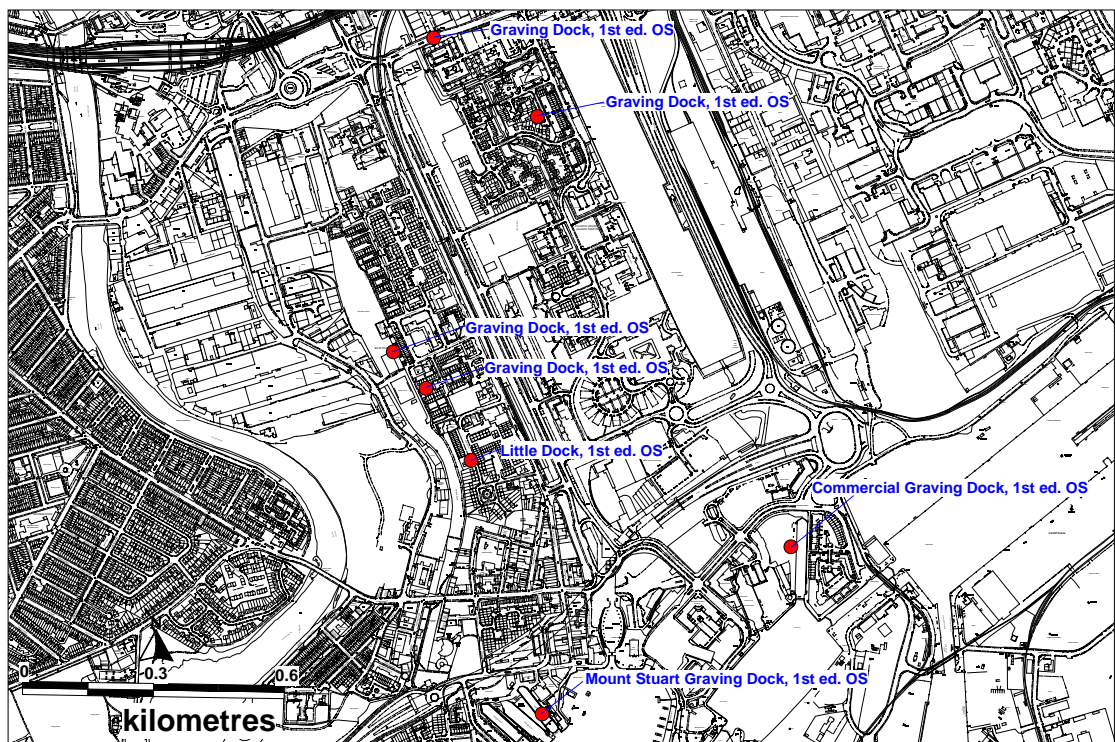 Graving Dock, 1st ed. OS
Graving Dock, 1st ed. OS
Graving Dock, 1st ed. OS
Graving Dock, 1st ed. OS
Little Dock, 1st ed. OS
Commercial Graving Dock, 1st ed. OS
Mount Stuart Graving Dock, 1st ed. OS
0 0.3 0.6
kilometres